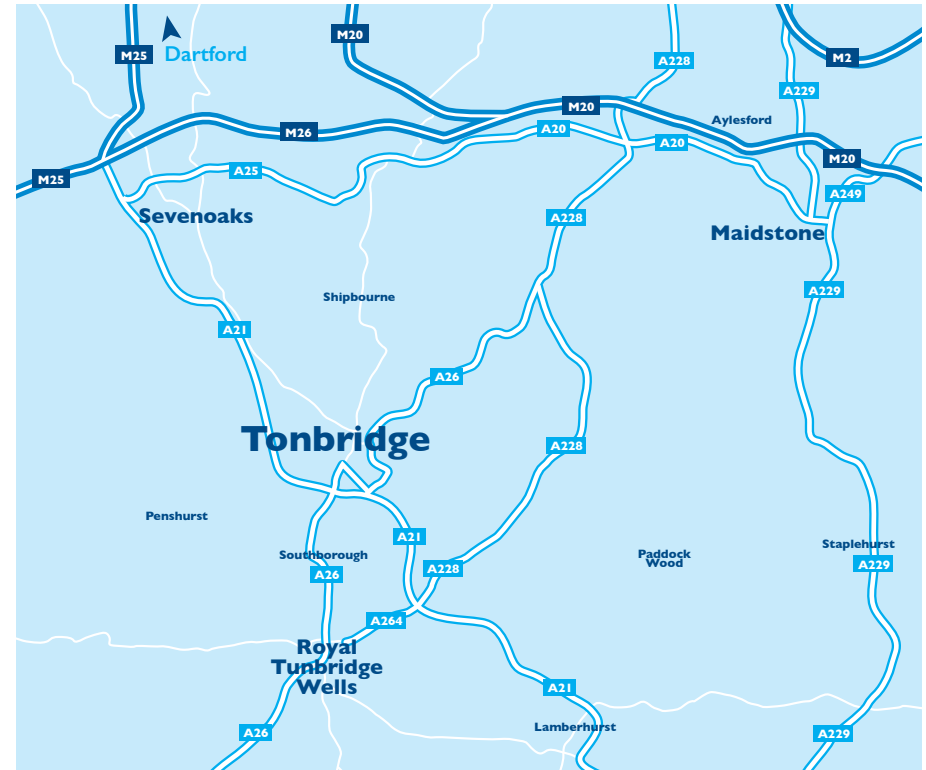 M20
M25
Dartford
M2
A228
A229
M20
Aylesford
M26
A20
A20
M20
A25
M25
A249
Sevenoaks
A228
Maidstone
A229
Shipbourne
A21
A26
Tonbridge
A228
Penshurst
A21
Southborough
Paddock
Wood
Staplehurst
A228
A229
A26
A264
Royal
Tunbridge
Wells
A21
Lamberhurst
A26
A229